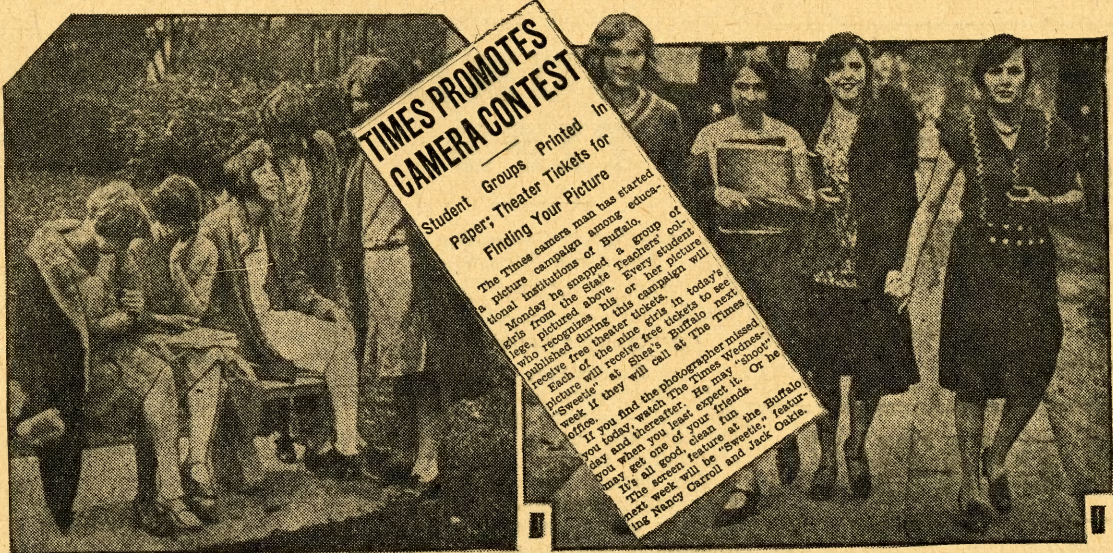 TIMES PROMOTES
CAMERA CONTEST
Student Groups Printed In
Paper; Theater Tickets for
Finding Your Picture
The Times camera man has started
a picture campaign among educa-
tional institutions of Buffalo.
Monday he snapped a group of
girls from the State Teachers' col-
lege, pictured above. Every student
who recognizes his or her picture
published during this campaign will
receive free theater tickets.
Each of the nine girls in today's
picture will receive free tickets to see
"Sweetie" at Shea's Buffalo next
week if they will call at The Times
office.
If you find the photographer missed
you today, watch The Times Wednes-
day and thereafter. He may "shoot"
you when you least expect it. Or he
may get one of your friends.
It's all good, clean fun
The screen feature at the Buffalo
next week will be "Sweetie," featur-
ing Nancy Carroll and Jack Oakie.